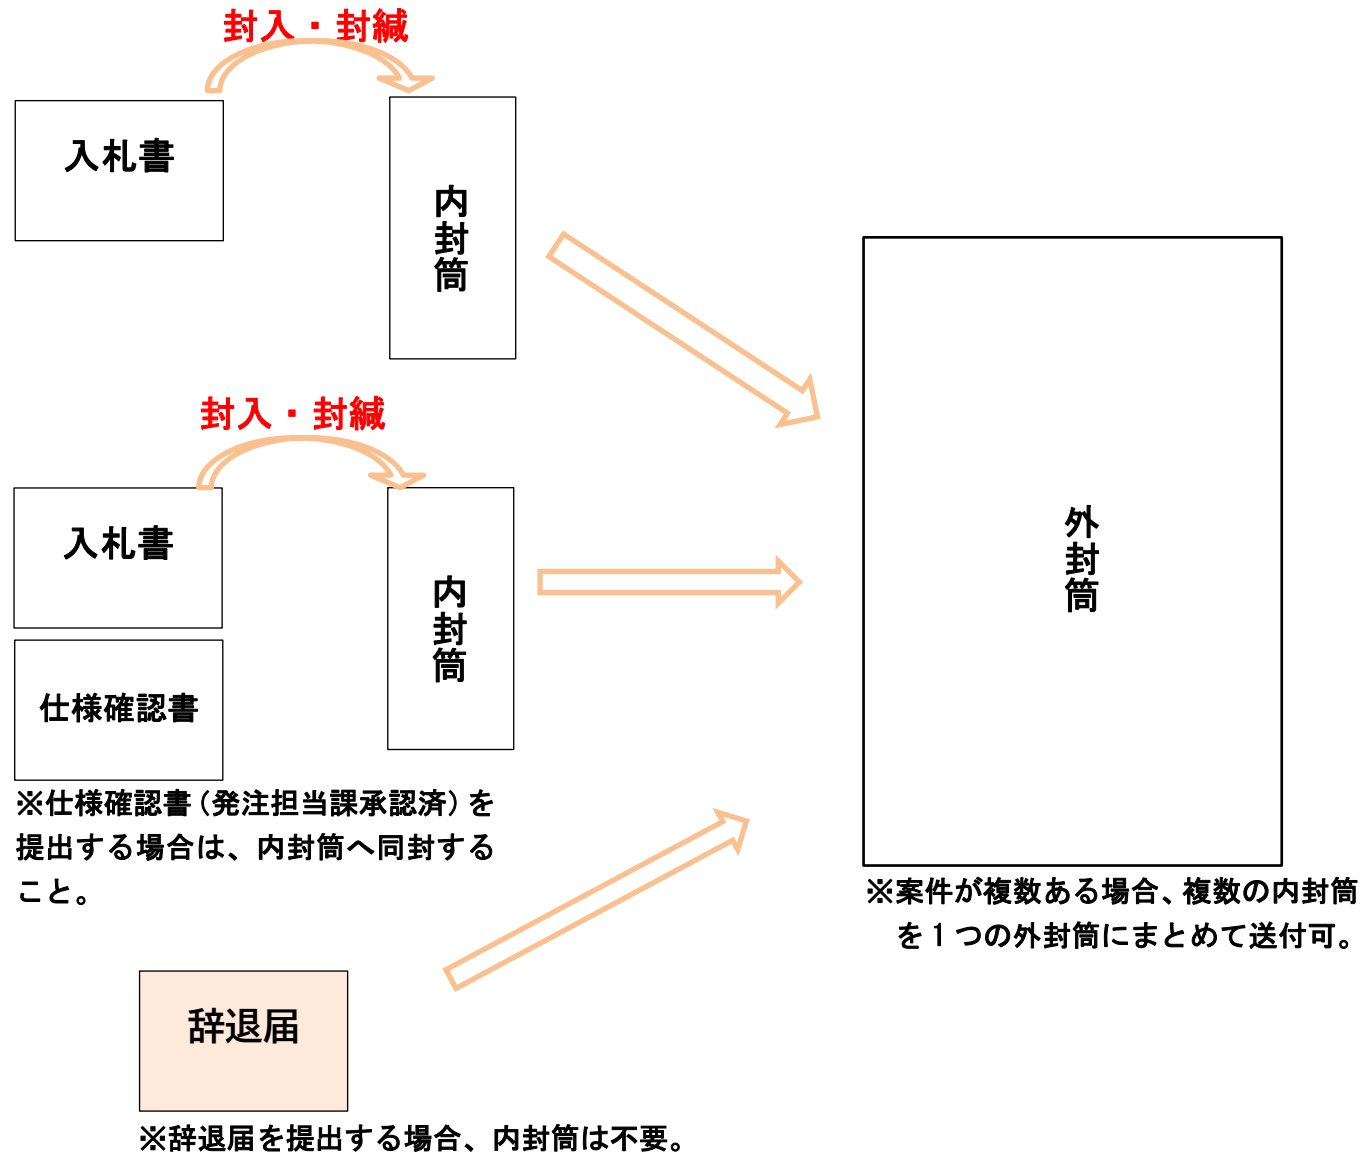 封入・封緘
入札書
内封筒
封入・封緘
入札書
内封筒
仕様確認書
※仕様確認書（発注担当課承認済）を
提出する場合は、内封筒へ同封する
こと。
外封筒
※案件が複数ある場合、複数の内封筒
を１つの外封筒にまとめて送付可。
辞退届
※辞退届を提出する場合、内封筒は不要。